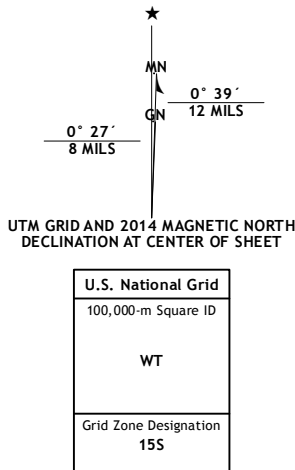 ★
MN
GN
0° 39´
12 MILS
0° 27´
8 MILS
UTM GRID AND 2014 MAGNETIC NORTH
DECLINATION AT CENTER OF SHEET
U.S. National Grid
100,000-m Square ID
WT
Grid Zone Designation
15S